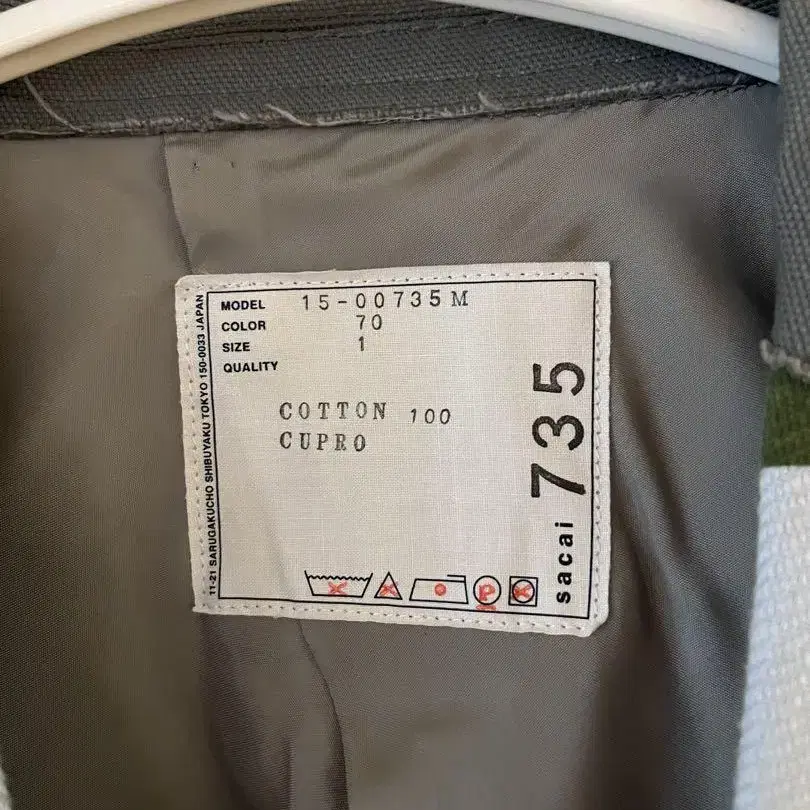 MODEL 15-00735M
COLOR 70
SIZE 1
QUALITY
COTTON 100
CUPRO
P
sacai 735
11-21 SARUGAKUCHO SHIBUYAKU TOKYO 150-0033 JAPAN